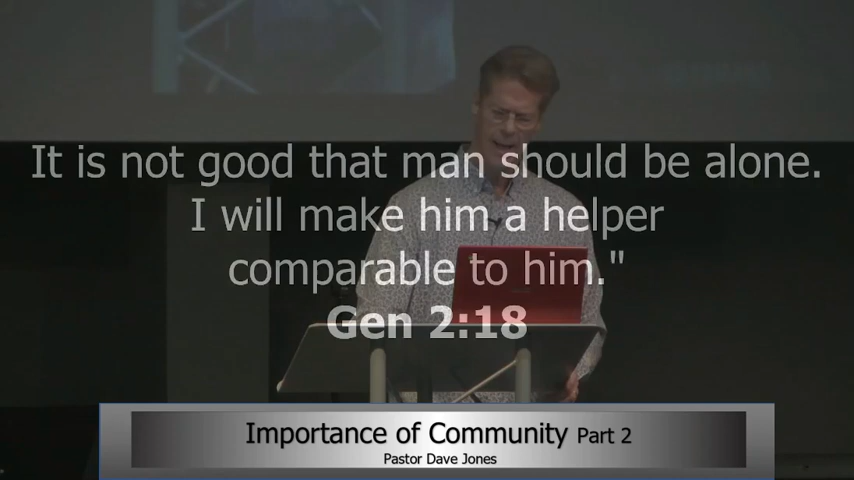 It is not good that man should be alone.
I will make him a helper
comparable to him."
Gen 2:18
Importance of Community Part 2
Pastor Dave Jones